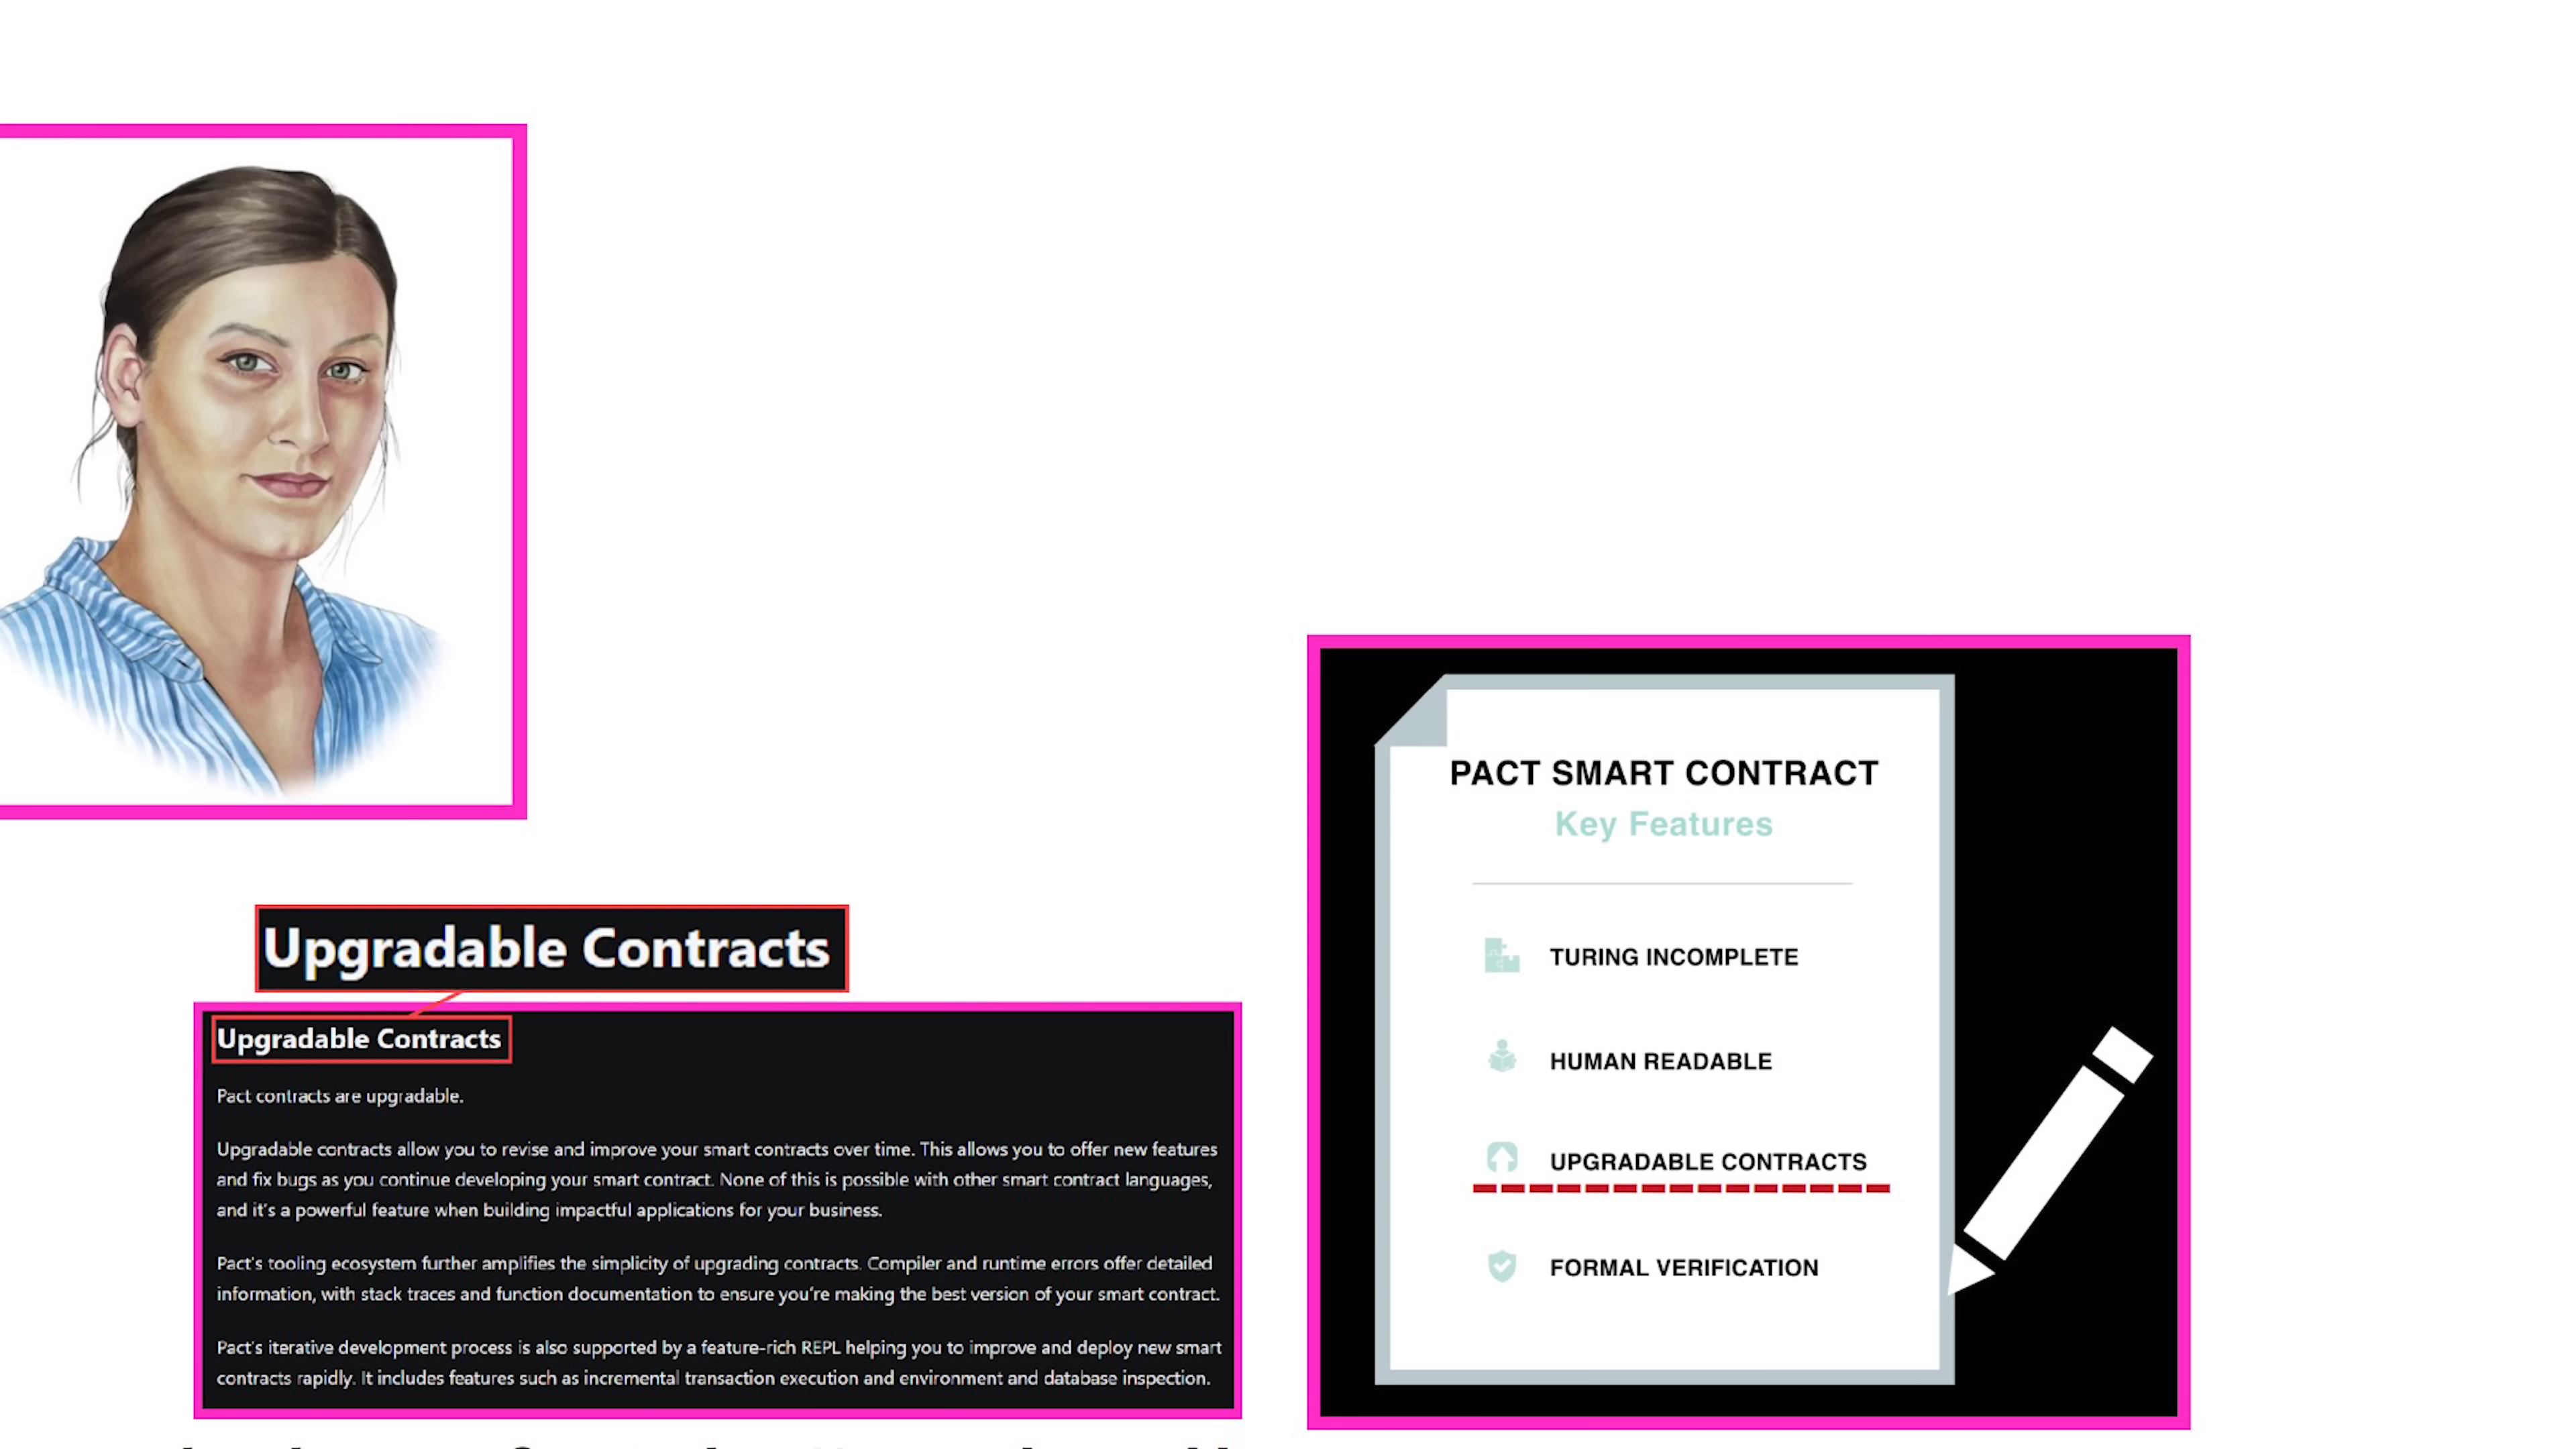 Upgradable Contracts
Upgradable Contracts
Pact contracts are upgradable.
Upgradable contracts allow you to revise and improve your smart contracts over time. This allows you to offer new features
and fix bugs as you continue developing your smart contract. None of this is possible with other smart contract languages,
and it's a powerful feature when building impactful applications for your business.
Pact's tooling ecosystem further amplifies the simplicity of upgrading contracts. Compiler and runtime errors offer detailed
information, with stack traces and function documentation to ensure you're making the best version of your smart contract.
Pact's iterative development process is also supported by a feature-rich REPL helping you to improve and deploy new smart
contracts rapidly. It includes features such as incremental transaction execution and environment and database inspection.
PACT SMART CONTRACT
Key Features
TURING INCOMPLETE
HUMAN READABLE
UPGRADABLE CONTRACTS
FORMAL VERIFICATION